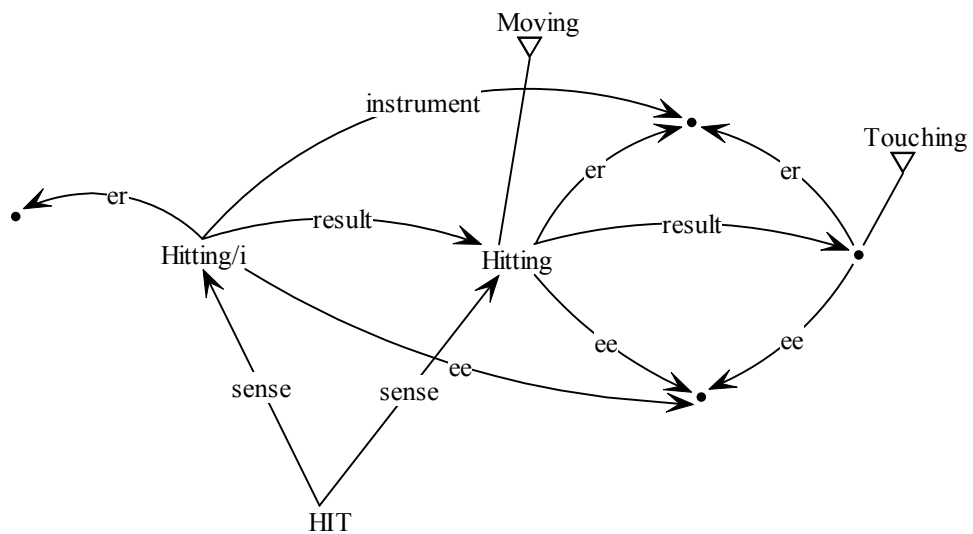 Moving
instrument
Touching
er
er
er
result
result
Hitting/i
Hitting
ee
ee
ee
sense
sense
HIT